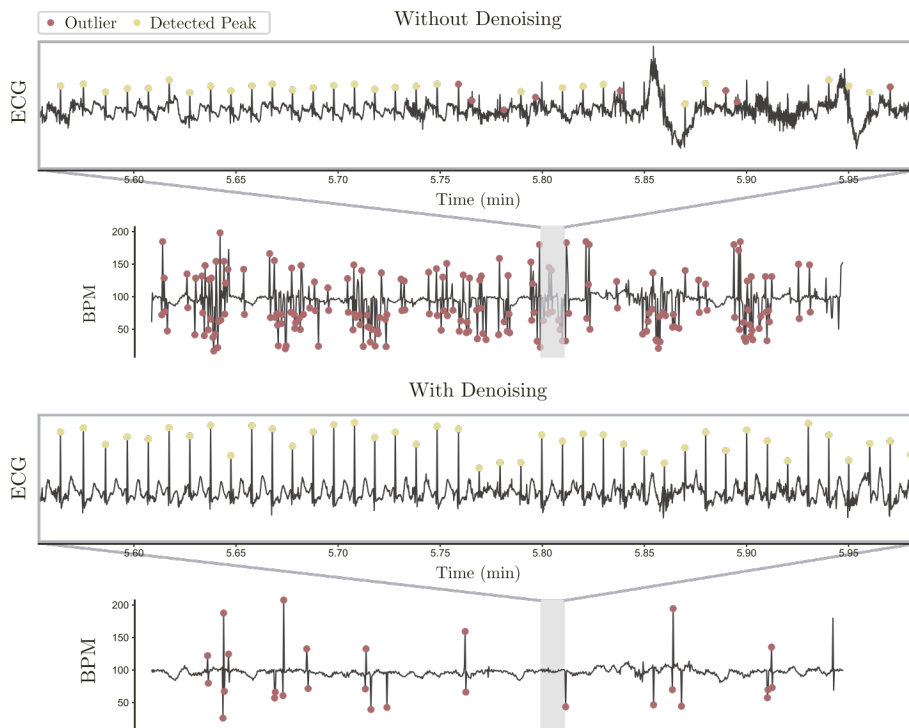 Without Denoising
Outlier Detected Peak
ECG
5.60 5.65 5.70 5.75 5.80 5.85 5.90 5.95
Time (min)
BPM
200
150
100
50
With Denoising
ECG
5.60 5.65 5.70 5.75 5.80 5.85 5.90 5.95
Time (min)
BPM
200
150
100
50